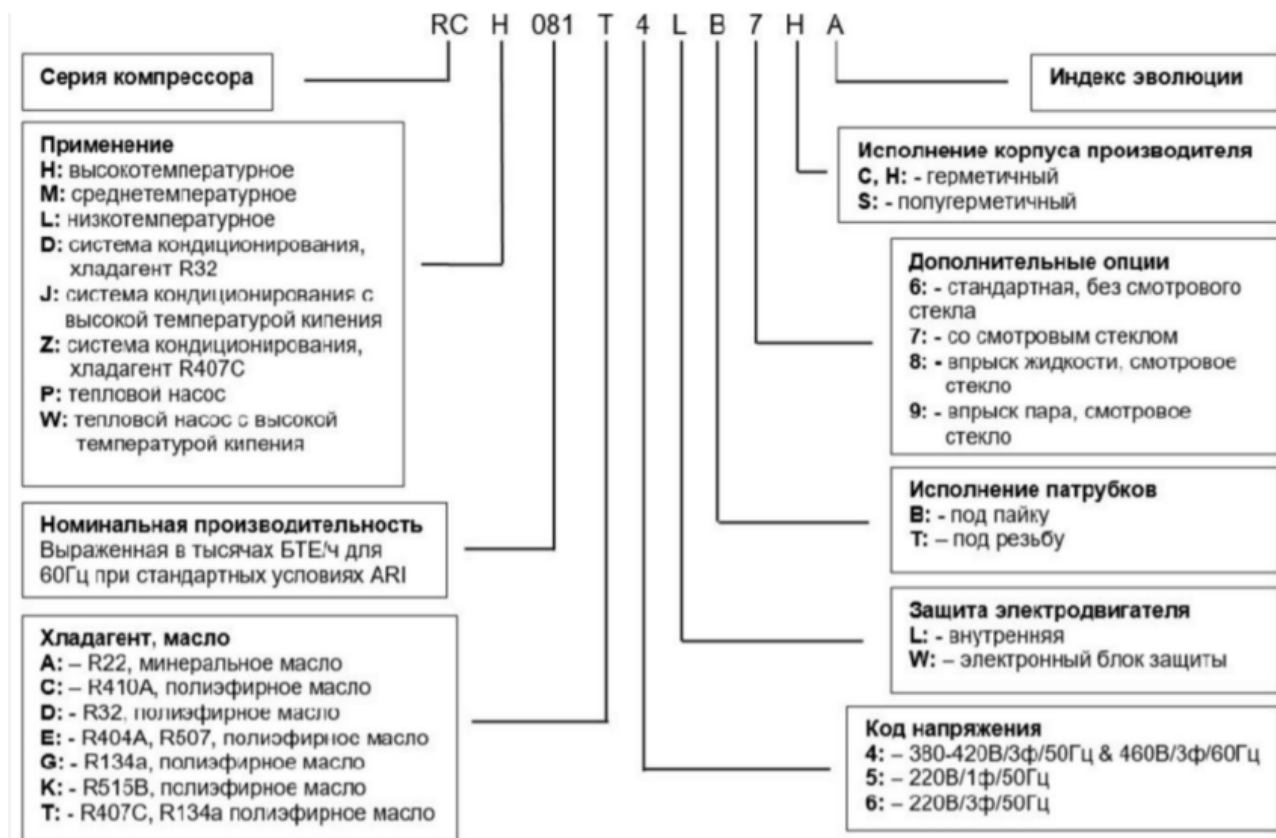 RC H 081 T 4 L B 7 H A
Серия компрессора
Применение
H: высокотемпературное
M: среднетемпературное
L: низкотемпературное
D: система кондиционирования,
хладагент R32
J: система кондиционирования с
высокой температурой кипения
Z: система кондиционирования,
хладагент R407C
P: тепловой насос
W: тепловой насос с высокой
температурой кипения
Номинальная производительность
Выраженная в тысячах БТЕ/ч для
60Гц при стандартных условиях ARI
Хладагент, масло
A: – R22, минеральное масло
C: – R410A, полиэфирное масло
D: - R32, полиэфирное масло
E: - R404A, R507, полиэфирное масло
G: - R134a, полиэфирное масло
K: - R515B, полиэфирное масло
T: - R407C, R134a полиэфирное масло
Индекс эволюции
Исполнение корпуса производителя
C, H: - герметичный
S: - полугерметичный
Дополнительные опции
6: - стандартная, без смотрового
стекла
7: - со смотровым стеклом
8: - впрыск жидкости, смотровое
стекло
9: - впрыск пара, смотровое
стекло
Исполнение патрубков
B: - под пайку
T: – под резьбу
Защита электродвигателя
L: - внутренняя
W: – электронный блок защиты
Код напряжения
4: – 380-420В/3ф/50Гц & 460В/3ф/60Гц
5: – 220В/1ф/50Гц
6: – 220В/3ф/50Гц